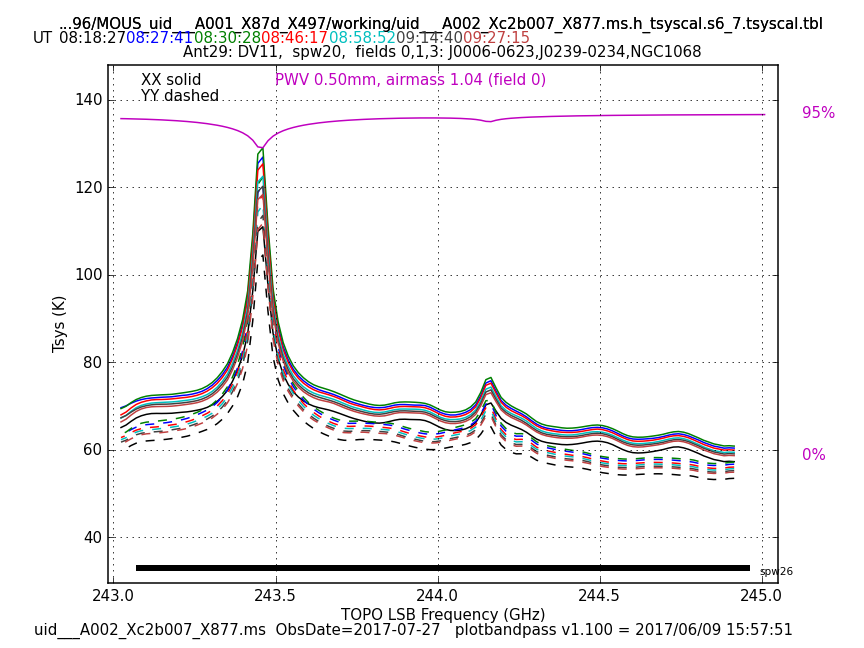 ...96/MOUS_uid___A001_X87d_X497/working/uid___A002_Xc2b007_X877.ms.h_tsyscal.s6_7.tsyscal.tbl
UT 08:18:27 08:27:41 08:30:28 08:46:17 08:58:52 09:14:40 09:27:15
Ant29: DV11, spw20, fields 0,1,3: J0006-0623,J0239-0234,NGC1068
XX solid
PWV 0.50mm, airmass 1.04 (field 0)
YY dashed
140
95%
120
100
80
60
0%
40
Tsys (K)
spw26
243.0 243.5 244.0 244.5 245.0
TOPO LSB Frequency (GHz)
uid___A002_Xc2b007_X877.ms ObsDate=2017-07-27 plotbandpass v1.100 = 2017/06/09 15:57:51